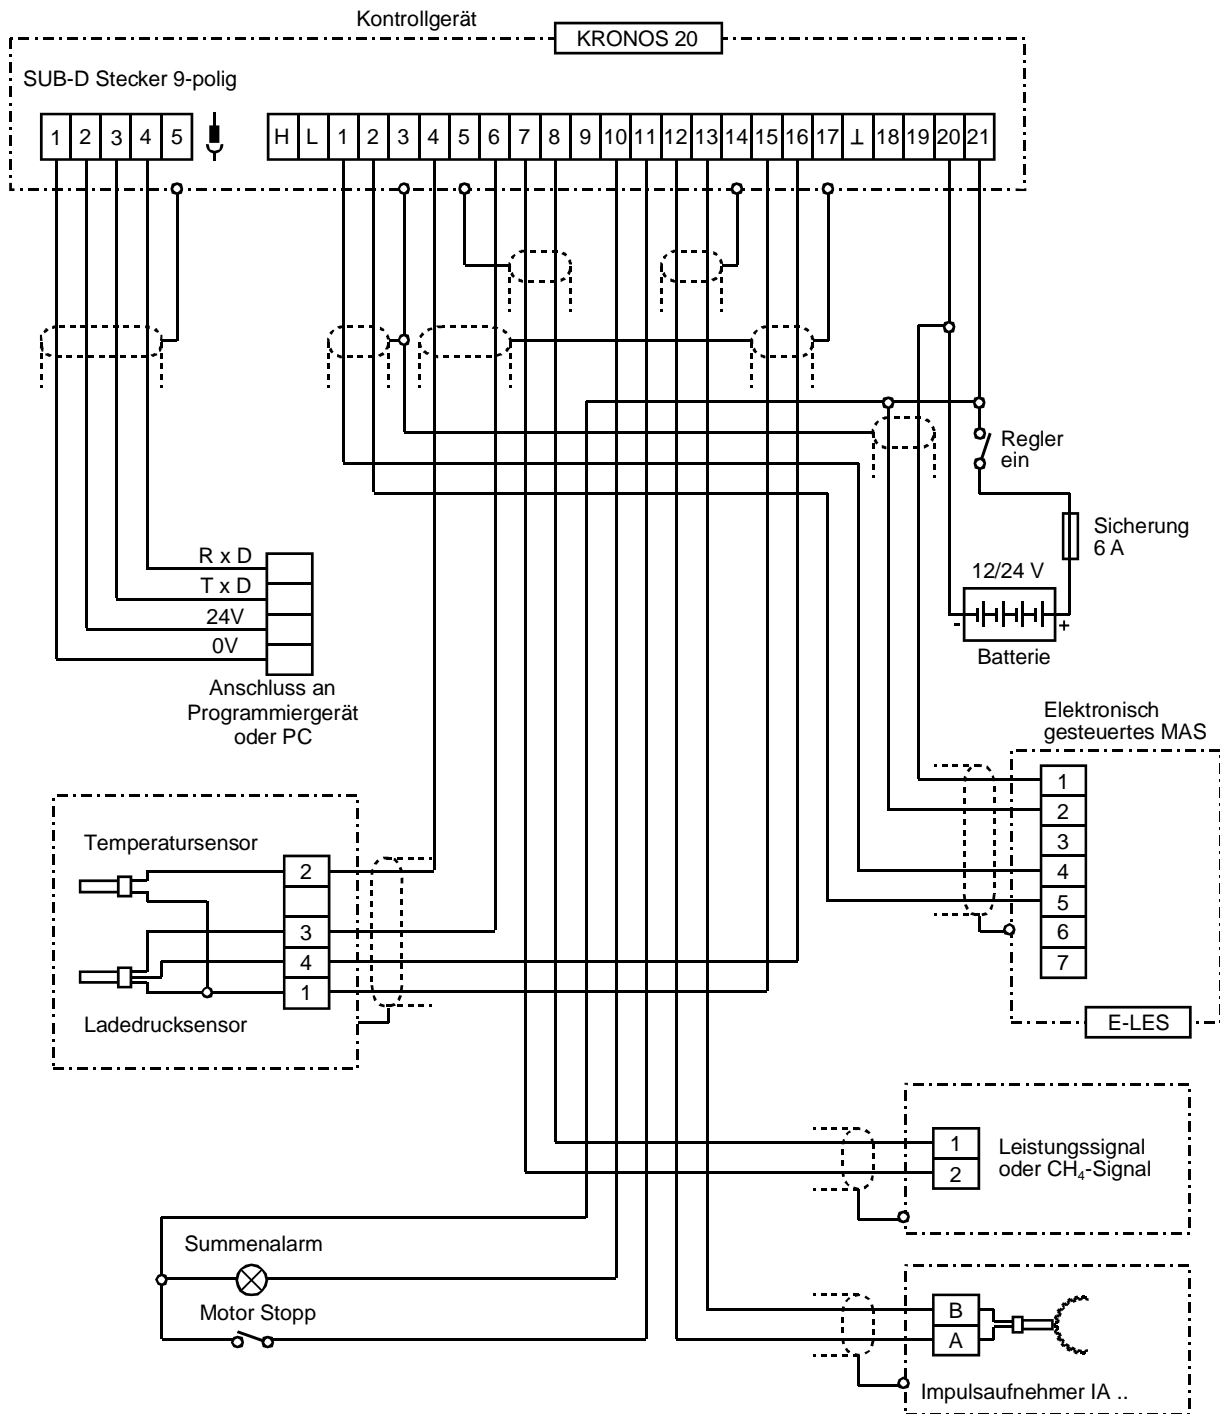 Kontrollgerät
KRONOS 20
SUB-D Stecker 9-polig
1 2 3 4 5
H L 1 2 3 4 5 6 7 8 9 10 11 12 13 14 15 16 17 ⊥ 18 19 20 21
Regler
ein
Sicherung
6 A
12/24 V
- +
Batterie
R x D
T x D
24V
0V
Anschluss an
Programmiergerät
oder PC
Elektronisch
gesteuertes MAS
1
2
3
4
5
6
7
E-LES
Temperatursensor
2
3
4
1
Ladedrucksensor
1
2
Leistungssignal
oder CH₄-Signal
Summenalarm
Motor Stopp
B
A
Impulsaufnehmer IA ..